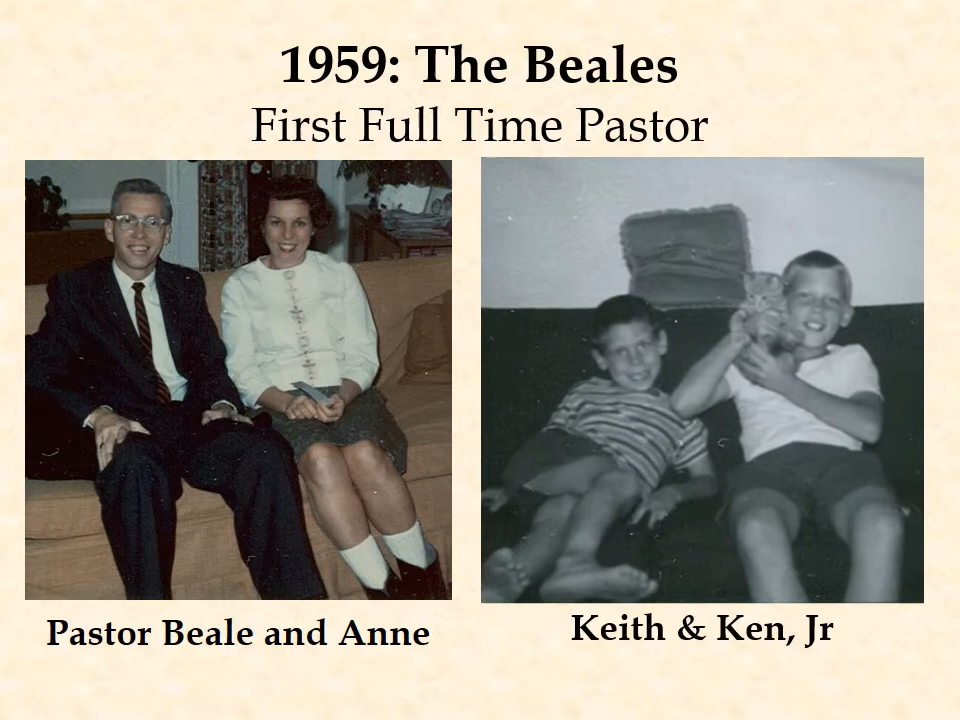 1959: The Beales
First Full Time Pastor
Pastor Beale and Anne
Keith & Ken, Jr